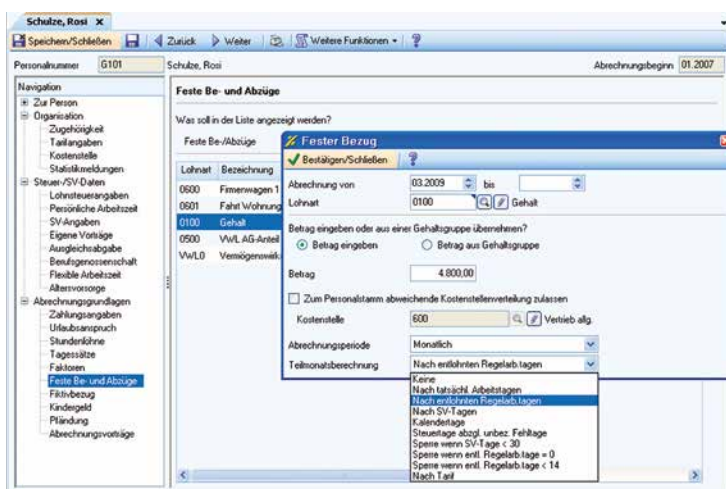 Schulze, Rosi x
Speichern/Schließen Zurück Weiter Weitere Funktionen ?
Personalnummer G101 Schulze, Rosi Abrechnungsbeginn 01.2007
Navigation
Zur Person
Organisation
Zugehörigkeit
Tarifangaben
Kostenstelle
Statistikmeldungen
Steuer-/SV-Daten
Lohnsteuerangaben
Persönliche Arbeitszeit
SV-Angaben
Eigene Vorträge
Ausgleichsabgabe
Berufsgenossenschaft
Flexible Arbeitszeit
Altersvorsorge
Abrechnungsgrundlagen
Zahlungsangaben
Urlaubsanspruch
Stundenlöhne
Tagessätze
Faktoren
Feste Be- und Abzüge
Fiktivbezug
Kindergeld
Pfändung
Abrechnungsvorträge
Feste Be- und Abzüge
Was soll in der Liste angezeigt werden?
Feste Be-/Abzüge
Lohnart Bezeichnung
0600 Firmenwagen 1
0601 Fahrt Wohnung
0100 Gehalt
0500 VWL AG-Anteil
VWL0
Fester Bezug
Bestätigen/Schließen ?
Abrechnung von 03.2009 bis
Lohnart 0100 Gehalt
Betrag eingeben oder aus einer Gehaltsgruppe übernehmen?
Betrag eingeben Betrag aus Gehaltsgruppe
Betrag 4.800,00
Zum Personalstamm abweichende Kostenstellenverteilung zulassen
Kostenstelle 600 Vertrieb allg.
Abrechnungsperiode Monatlich
Teilmonatsberechnung Nach entlohnten Regelarb.tagen
Keine
Nach tatsächl. Arbeitstagen
Nach entlohnten Regelarb.tagen
Nach SV-Tagen
Kalendertage
Steuertage abzgl. unbez. Fehltage
Sperre wenn SV-Tage < 30
Sperre wenn entl. Regelarb.tage = 0
Sperre wenn entl. Regelarb.tage < 14
Nach Tarif